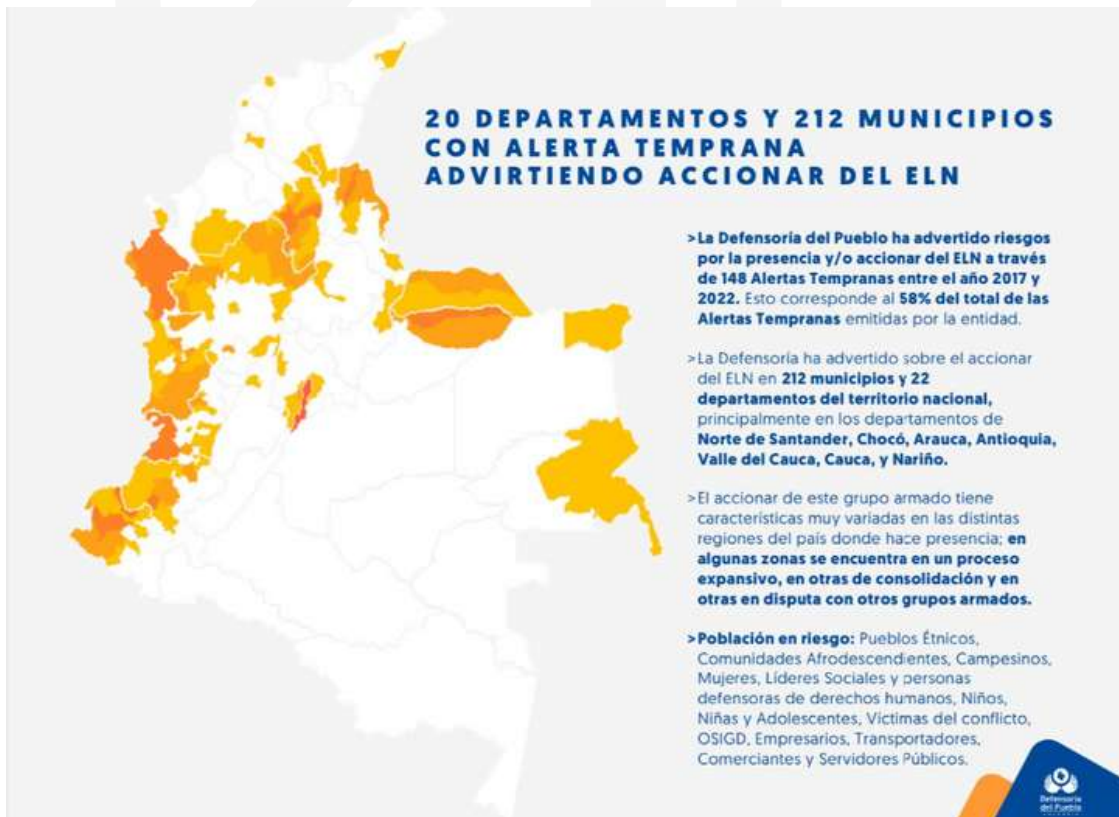 20 DEPARTAMENTOS Y 212 MUNICIPIOS
CON ALERTA TEMPRANA
ADVIRTIENDO ACCIONAR DEL ELN
>La Defensoría del Pueblo ha advertido riesgos
por la presencia y/o accionar del ELN a través
de 148 Alertas Tempranas entre el año 2017 y
2022. Esto corresponde al 58% del total de las
Alertas Tempranas emitidas por la entidad.
>La Defensoría ha advertido sobre el accionar
del ELN en 212 municipios y 22
departamentos del territorio nacional,
principalmente en los departamentos de
Norte de Santander, Chocó, Arauca, Antioquia,
Valle del Cauca, Cauca, y Nariño.
>El accionar de este grupo armado tiene
características muy variadas en las distintas
regiones del país donde hace presencia; en
algunas zonas se encuentra en un proceso
expansivo, en otras de consolidación y en
otras en disputa con otros grupos armados.
>Población en riesgo: Pueblos Étnicos,
Comunidades Afrodescendientes, Campesinos,
Mujeres, Líderes Sociales y personas
defensoras de derechos humanos, Niños,
Niñas y Adolescentes, Victimas del conflicto,
OSIGD, Empresarios, Transportadores,
Comerciantes y Servidores Públicos.
Defensoría
del Pueblo